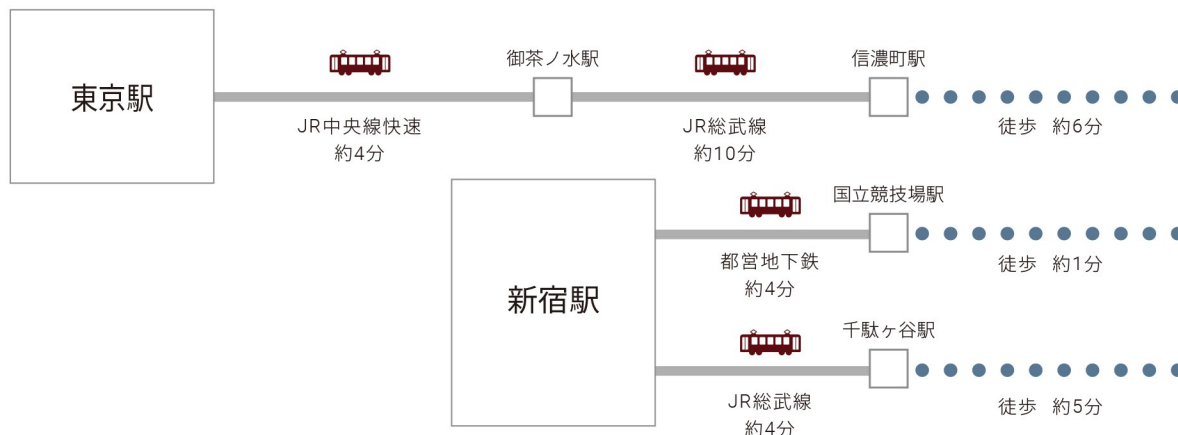 東京駅
JR中央線快速
約4分
御茶ノ水駅
JR総武線
約10分
信濃町駅
徒歩 約6分
新宿駅
都営地下鉄
約4分
国立競技場駅
徒歩 約1分
JR総武線
約4分
千駄ヶ谷駅
徒歩 約5分